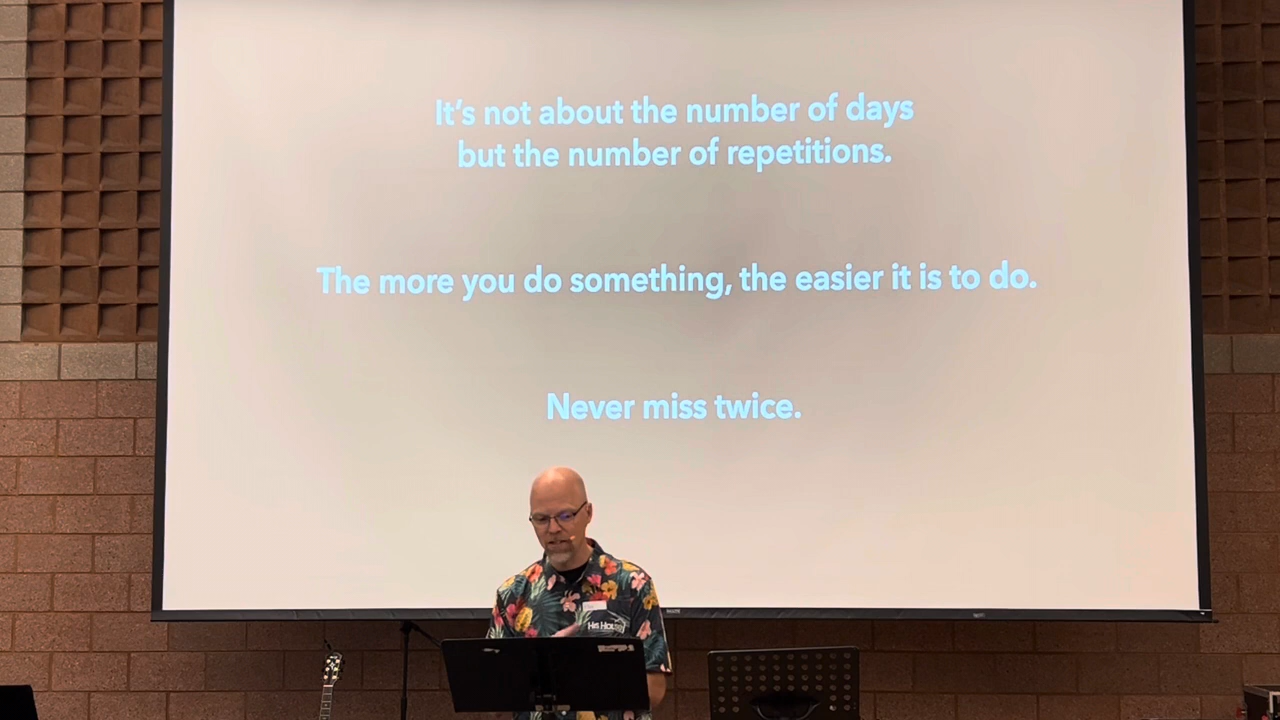 It's not about the number of days
but the number of repetitions.
The more you do something, the easier it is to do.
Never miss twice.
His House